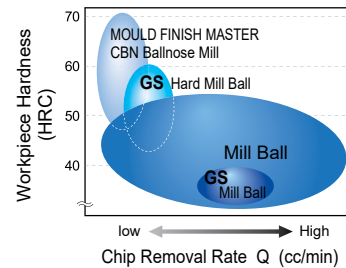 Workpiece Hardness
(HRC)
70
60
50
40
MOULD FINISH MASTER
CBN Ballnose Mill
GS Hard Mill Ball
Mill Ball
GS
Mill Ball
low
High
Chip Removal Rate Q (cc/min)